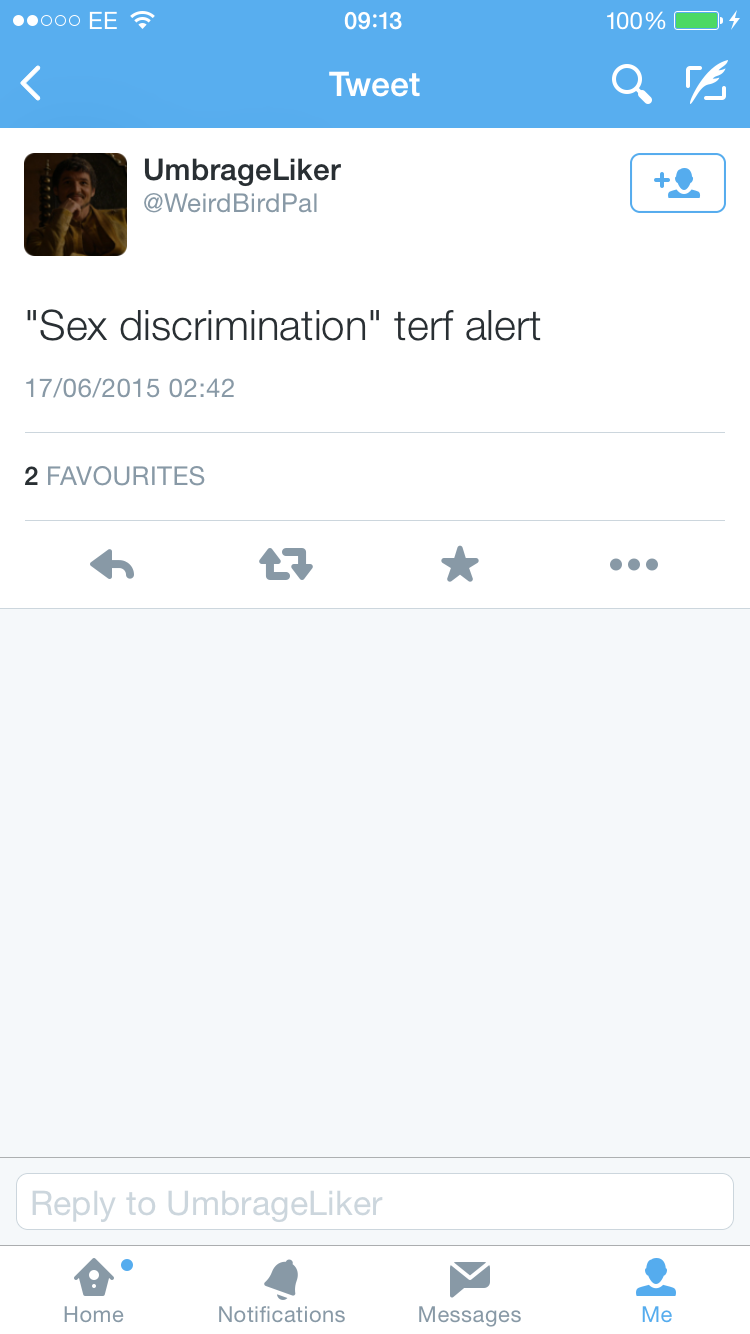 EE 09:13 100%
Tweet
UmbrageLiker
@WeirdBirdPal
"Sex discrimination" terf alert
17/06/2015 02:42
2 FAVOURITES
Reply to UmbrageLiker
Home Notifications Messages Me